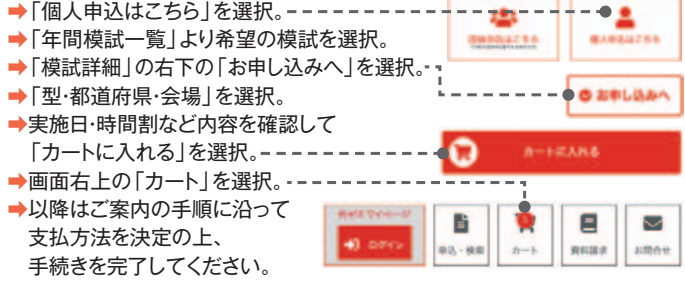 ➡「個人申込はこちら」を選択。
➡「年間模試一覧」より希望の模試を選択。
➡「模試詳細」の右下の「お申し込みへ」を選択。
➡「型・都道府県・会場」を選択。
➡実施日・時間割など内容を確認して
「カートに入れる」を選択。
➡画面右上の「カート」を選択。
➡以降はご案内の手順に沿って
支払方法を決定の上、
手続きを完了してください。
個人申込はこちら
お申し込みへ
カートに入れる
ログイン
申込・検索
カート
資料請求
お問合せ